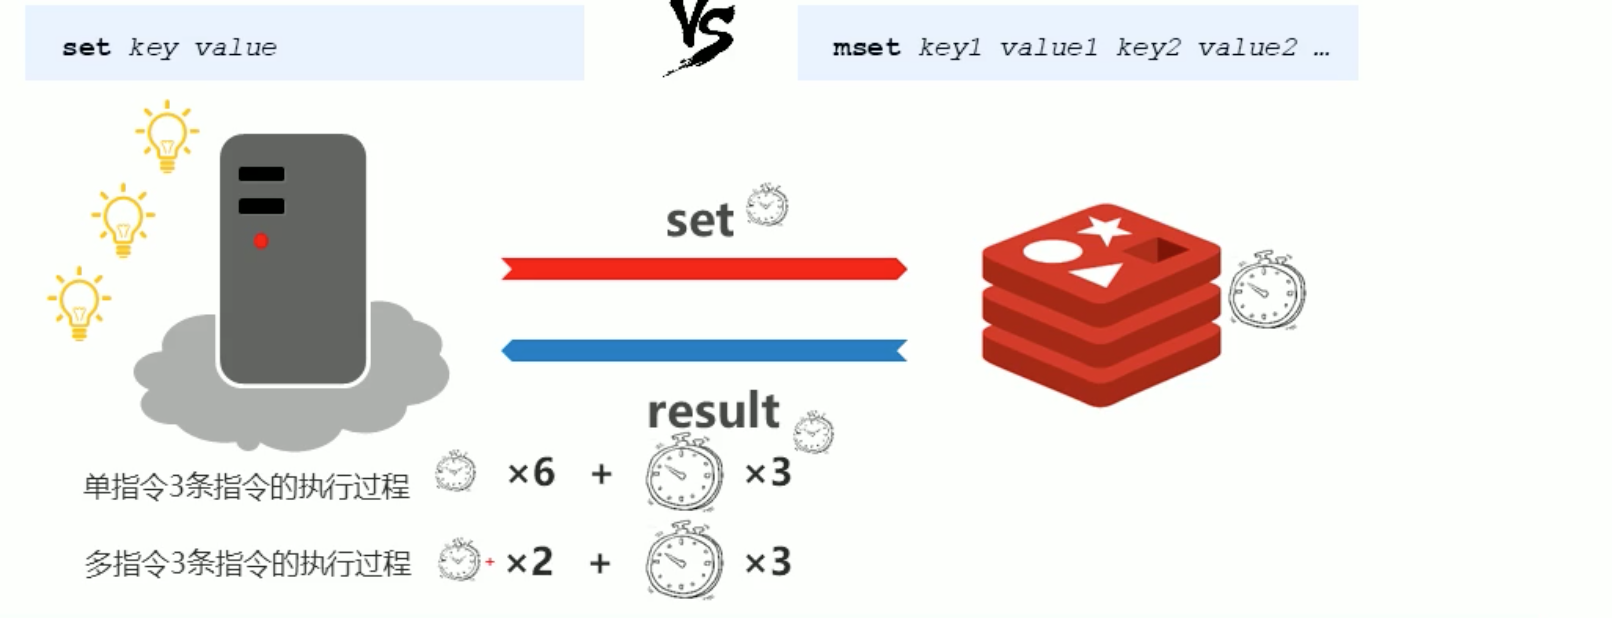 set key value
VS
mset key1 value1 key2 value2 …
set
result
单指令3条指令的执行过程 ×6 + ×3
多指令3条指令的执行过程 + ×2 + ×3